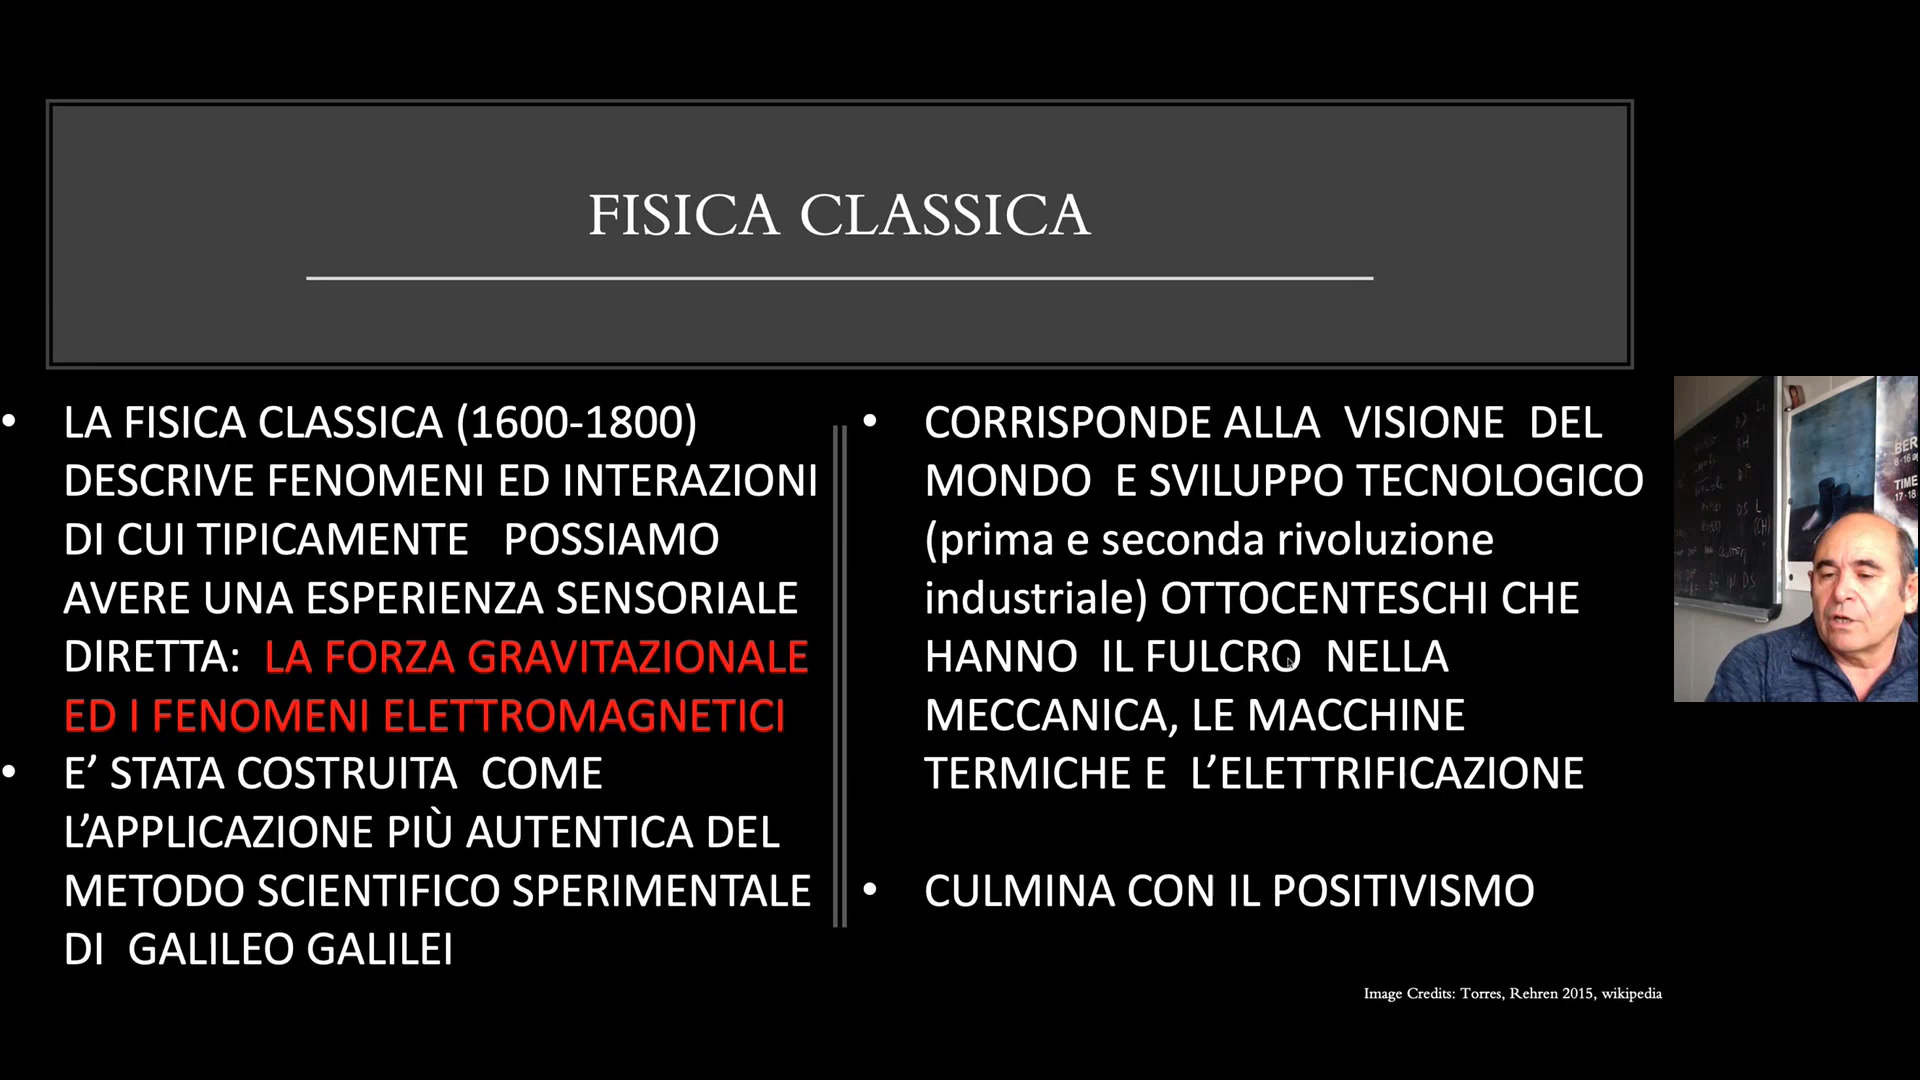 FISICA CLASSICA
• LA FISICA CLASSICA (1600-1800)
DESCRIVE FENOMENI ED INTERAZIONI
DI CUI TIPICAMENTE POSSIAMO
AVERE UNA ESPERIENZA SENSORIALE
DIRETTA: LA FORZA GRAVITAZIONALE
ED I FENOMENI ELETTROMAGNETICI
• E’ STATA COSTRUITA COME
L’APPLICAZIONE PIÙ AUTENTICA DEL
METODO SCIENTIFICO SPERIMENTALE
DI GALILEO GALILEI
• CORRISPONDE ALLA VISIONE DEL
MONDO E SVILUPPO TECNOLOGICO
(prima e seconda rivoluzione
industriale) OTTOCENTESCHI CHE
HANNO IL FULCRO NELLA
MECCANICA, LE MACCHINE
TERMICHE E L’ELETTRIFICAZIONE
• CULMINA CON IL POSITIVISMO
Image Credits: Torres, Rehren 2015, wikipedia
BER
TIME
17-18